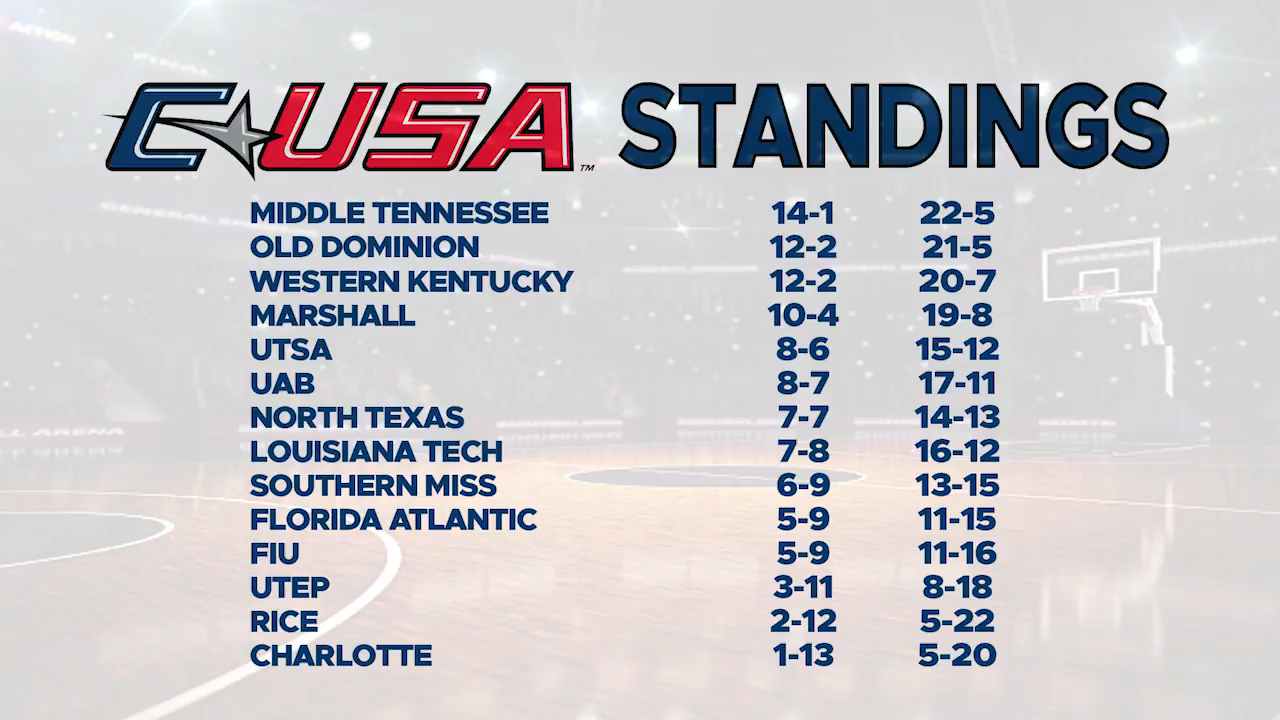 C USA ™ STANDINGS
MIDDLE TENNESSEE 14-1 22-5
OLD DOMINION 12-2 21-5
WESTERN KENTUCKY 12-2 20-7
MARSHALL 10-4 19-8
UTSA 8-6 15-12
UAB 8-7 17-11
NORTH TEXAS 7-7 14-13
LOUISIANA TECH 7-8 16-12
SOUTHERN MISS 6-9 13-15
FLORIDA ATLANTIC 5-9 11-15
FIU 5-9 11-16
UTEP 3-11 8-18
RICE 2-12 5-22
CHARLOTTE 1-13 5-20